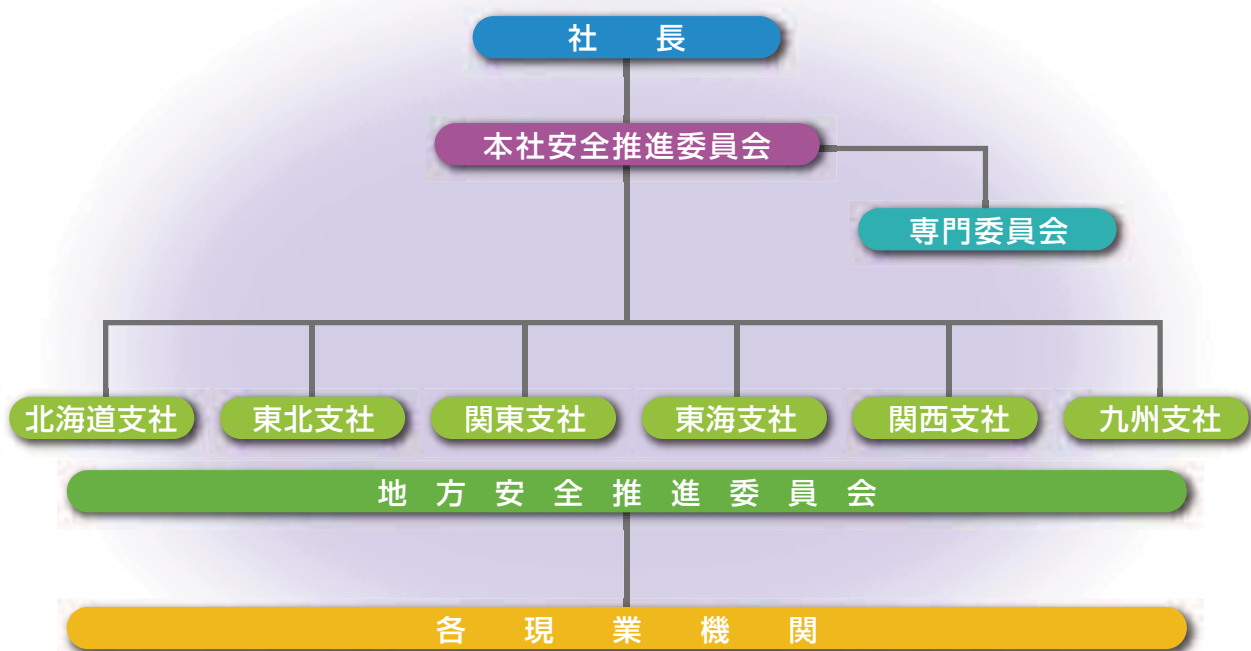 社長
本社安全推進委員会
専門委員会
北海道支社
東北支社
関東支社
東海支社
関西支社
九州支社
地方安全推進委員会
各現業機関